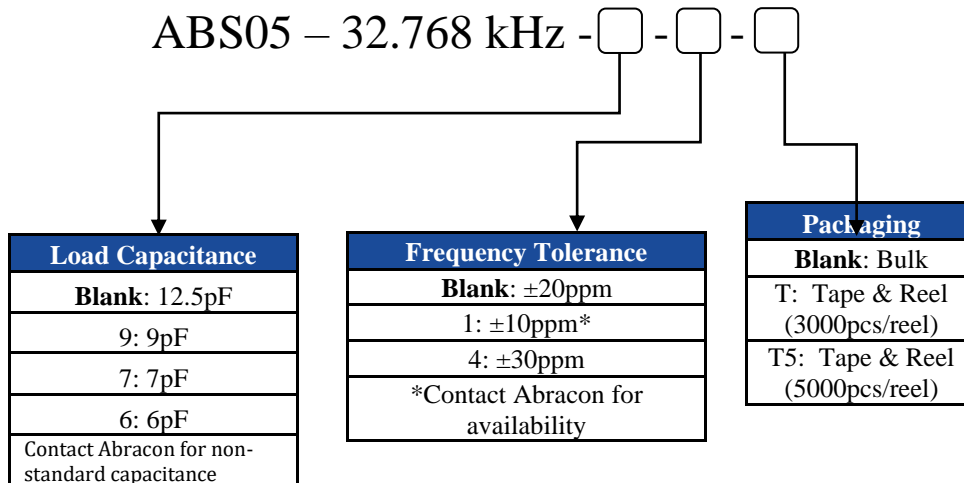 ABS05 – 32.768 kHz - - -
Load Capacitance
Blank: 12.5pF
9: 9pF
7: 7pF
6: 6pF
Contact Abracon for non-
standard capacitance
Frequency Tolerance
Blank: ±20ppm
1: ±10ppm*
4: ±30ppm
*Contact Abracon for
availability
Packaging
Blank: Bulk
T: Tape & Reel
(3000pcs/reel)
T5: Tape & Reel
(5000pcs/reel)